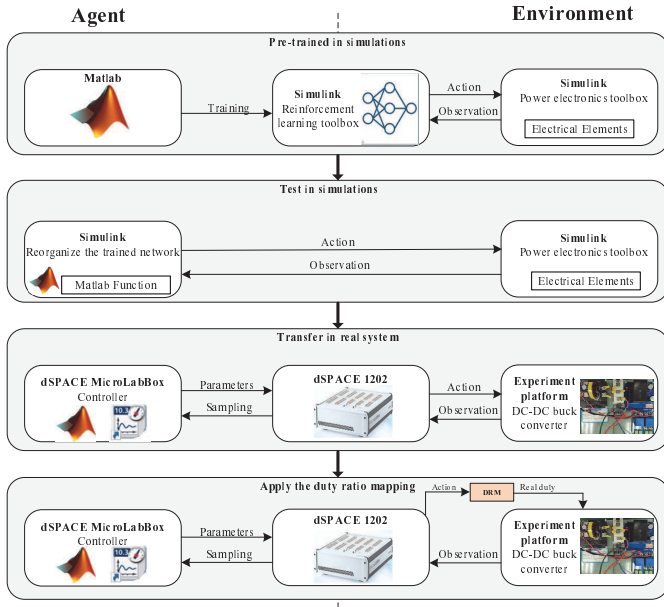 Agent
Environment
Pre-trained in simulations
Matlab
Training
Simulink
Reinforcement
learning toolbox
Action
Observation
Simulink
Power electronics toolbox
Electrical Elements
Test in simulations
Simulink
Reorganize the trained network
Matlab Function
Action
Observation
Simulink
Power electronics toolbox
Electrical Elements
Transfer in real system
dSPACE MicroLabBox
Controller
10.3
Parameters
Sampling
dSPACE 1202
Action
Observation
Experiment
platform
DC-DC buck
converter
Apply the duty ratio mapping
dSPACE MicroLabBox
Controller
10.3
Parameters
Sampling
dSPACE 1202
Action
DRM
Real duty
Observation
Experiment
platform
DC-DC buck
converter